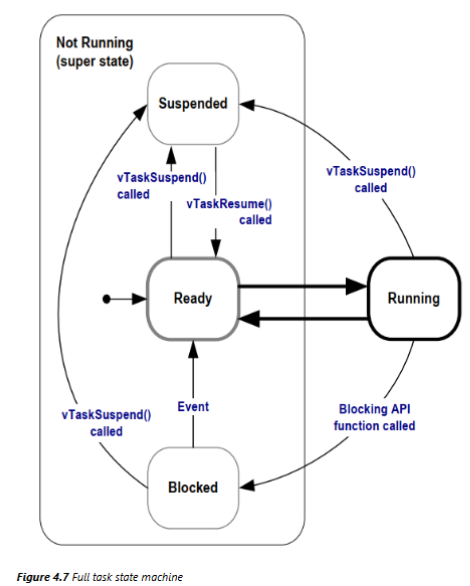 Not Running
(super state)
Suspended
vTaskSuspend()
called
vTaskResume()
called
vTaskSuspend()
called
Ready
Running
vTaskSuspend()
called
Event
Blocking API
function called
Blocked
Figure 4.7 Full task state machine